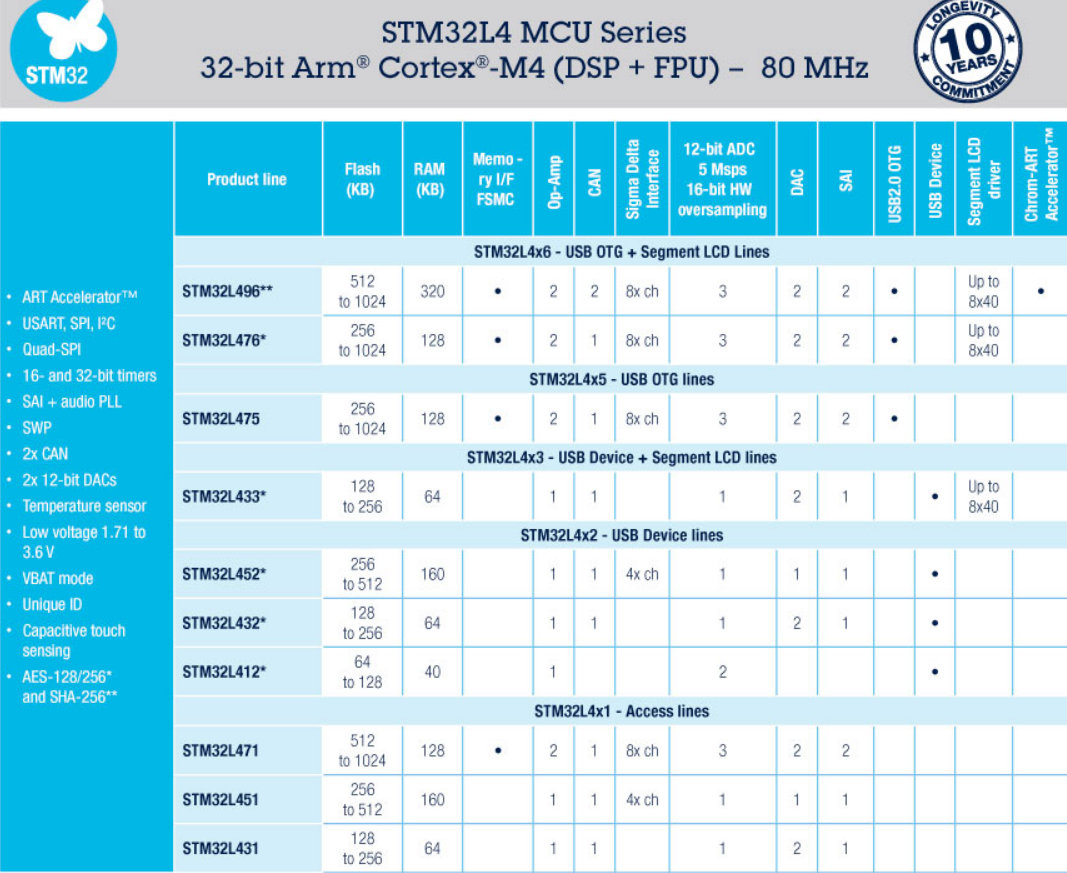 STM32
STM32L4 MCU Series
32-bit Arm® Cortex®-M4 (DSP + FPU) – 80 MHz
LONGEVITY
10
YEARS
COMMITMENT
• ART Accelerator™
• USART, SPI, I²C
• Quad-SPI
• 16- and 32-bit timers
• SAI + audio PLL
• SWP
• 2x CAN
• 2x 12-bit DACs
• Temperature sensor
• Low voltage 1.71 to
3.6 V
• VBAT mode
• Unique ID
• Capacitive touch
sensing
• AES-128/256*
and SHA-256**
Product line
Flash
(KB)
RAM
(KB)
Memo -
ry I/F
FSMC
Op-Amp
CAN
Sigma Delta
Interface
12-bit ADC
5 Msps
16-bit HW
oversampling
DAC
SAI
USB2.0 OTG
USB Device
Segment LCD
driver
Chrom-ART
Accelerator™
STM32L4x6 - USB OTG + Segment LCD Lines
STM32L496** 512 to 1024 320 • 2 2 8x ch 3 2 2 • Up to 8x40 •
STM32L476* 256 to 1024 128 • 2 1 8x ch 3 2 2 • Up to 8x40
STM32L4x5 - USB OTG lines
STM32L475 256 to 1024 128 • 2 1 8x ch 3 2 2 •
STM32L4x3 - USB Device + Segment LCD lines
STM32L433* 128 to 256 64 1 1 1 2 1 • Up to 8x40
STM32L4x2 - USB Device lines
STM32L452* 256 to 512 160 1 1 4x ch 1 1 1 •
STM32L432* 128 to 256 64 1 1 1 2 1 •
STM32L412* 64 to 128 40 1 2 •
STM32L4x1 - Access lines
STM32L471 512 to 1024 128 • 2 1 8x ch 3 2 2
STM32L451 256 to 512 160 1 1 4x ch 1 1 1
STM32L431 128 to 256 64 1 1 1 2 1